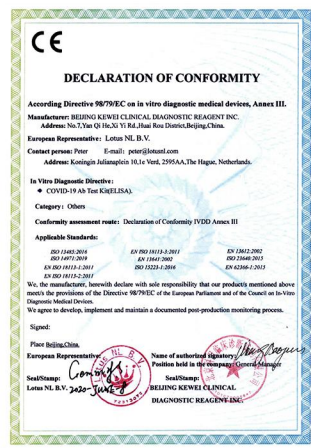 CE
DECLARATION OF CONFORMITY
According Directive 98/79/EC on in vitro diagnostic medical devices, Annex III.
Manufacturer: BEIJING KEWEI CLINICAL DIAGNOSTIC REAGENT INC.
Address: No.7,Yan Qi He,Xi Yi Rd.,Huai Rou District,Beijing,China.
European Representative: Lotus NL B.V.
Contact person: Peter E-mail: peter@lotusnl.com
Address: Koningin Julianaplein 10,1e Verd, 2595AA,The Hague, Netherlands.
In Vitro Diagnostic Directive:
◆ COVID-19 Ab Test Kit(ELISA).
Category: Others
Conformity assessment route: Declaration of Conformity IVDD Annex III
Applicable Standards:
ISO 13485:2016 EN ISO 18113-3:2011 EN 13612:2002
ISO 14971:2019 EN 13641:2002 ISO 23640:2015
EN ISO 18113-1:2011 ISO 15223-1:2016 EN 62366-1:2015
EN ISO 18113-2:2011
We, the manufacturer, herewith declare with sole responsibility that our product/s mentioned above
meet/s the provisions of the Directive 98/79/EC of the European Parliament and of the Council on In-Vitro
Diagnostic Medical Devices.
We agree to develop, implement and maintain a documented post-production monitoring process.
Signed:
Place Beijing,China.
European Representative: Name of authorized signatory:
Position held in the company: General Manager
Seal/Stamp: Seal/Stamp:
Lotus NL B.V. BEIJING KEWEI CLINICAL
DIAGNOSTIC REAGENT INC.
LOTUS NL B.V.